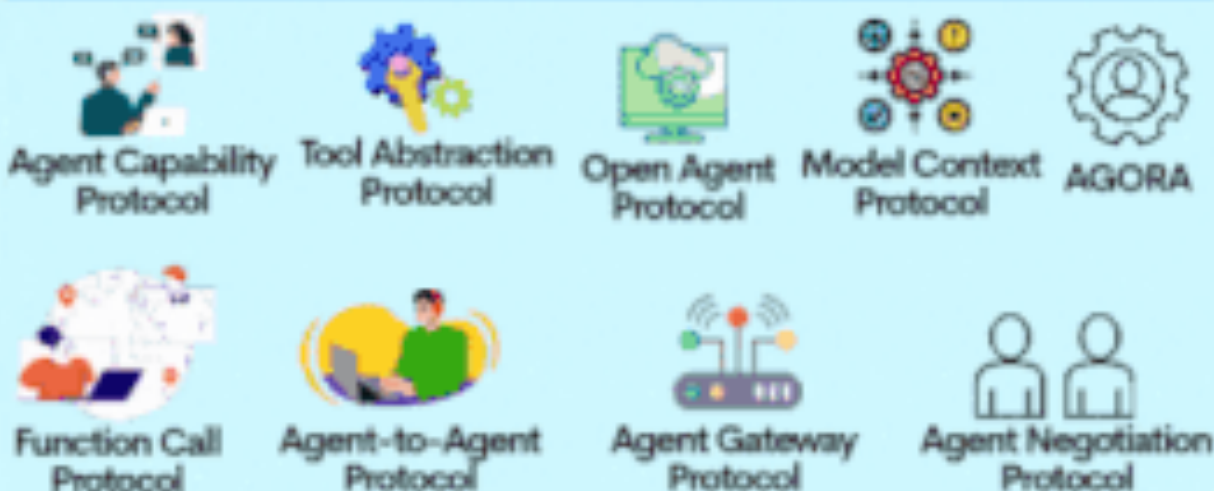 Agent Capability
Protocol
Tool Abstraction
Protocol
Open Agent
Protocol
Model Context
Protocol
AGORA
Function Call
Protocol
Agent-to-Agent
Protocol
Agent Gateway
Protocol
Agent Negotiation
Protocol